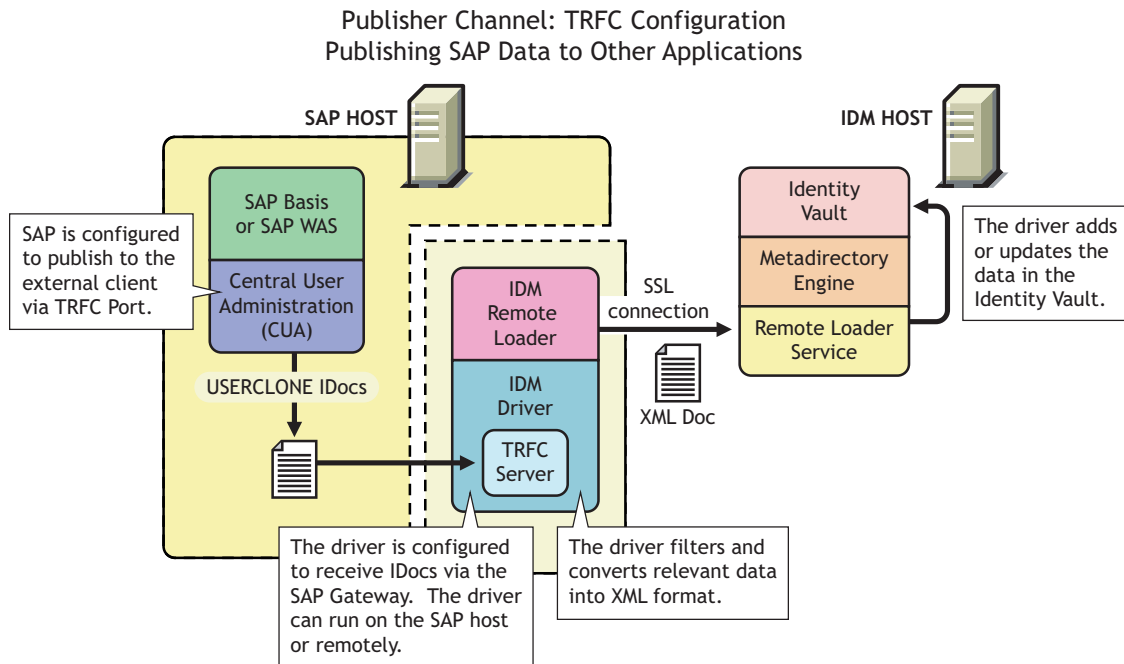 Publisher Channel: TRFC Configuration
Publishing SAP Data to Other Applications
SAP HOST
IDM HOST
SAP Basis
or SAP WAS
Central User
Administration
(CUA)
SAP is configured
to publish to the
external client
via TRFC Port.
USERCLONE IDocs
IDM
Remote
Loader
IDM
Driver
TRFC
Server
SSL
connection
XML Doc
Identity
Vault
Metadirectory
Engine
Remote Loader
Service
The driver adds
or updates the
data in the
Identity Vault.
The driver is configured
to receive IDocs via the
SAP Gateway.  The driver
can run on the SAP host
or remotely.
The driver filters and
converts relevant data
into XML format.